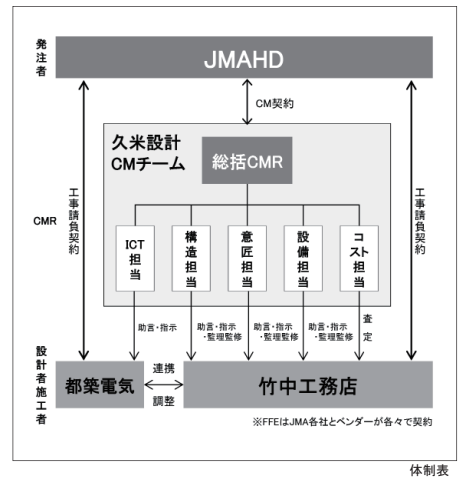 発注者
JMAHD
CM契約
久米設計
CMチーム
総括CMR
CMR
工事請負契約
工事請負契約
ICT担当
構造担当
意匠担当
設備担当
コスト担当
助言・指示
助言・指示
・監理監修
助言・指示
・監理監修
助言・指示
・監理監修
査定
設計者施工者
都築電気
連携
調整
竹中工務店
※FFEはJMA各社とベンダーが各々で契約
体制表